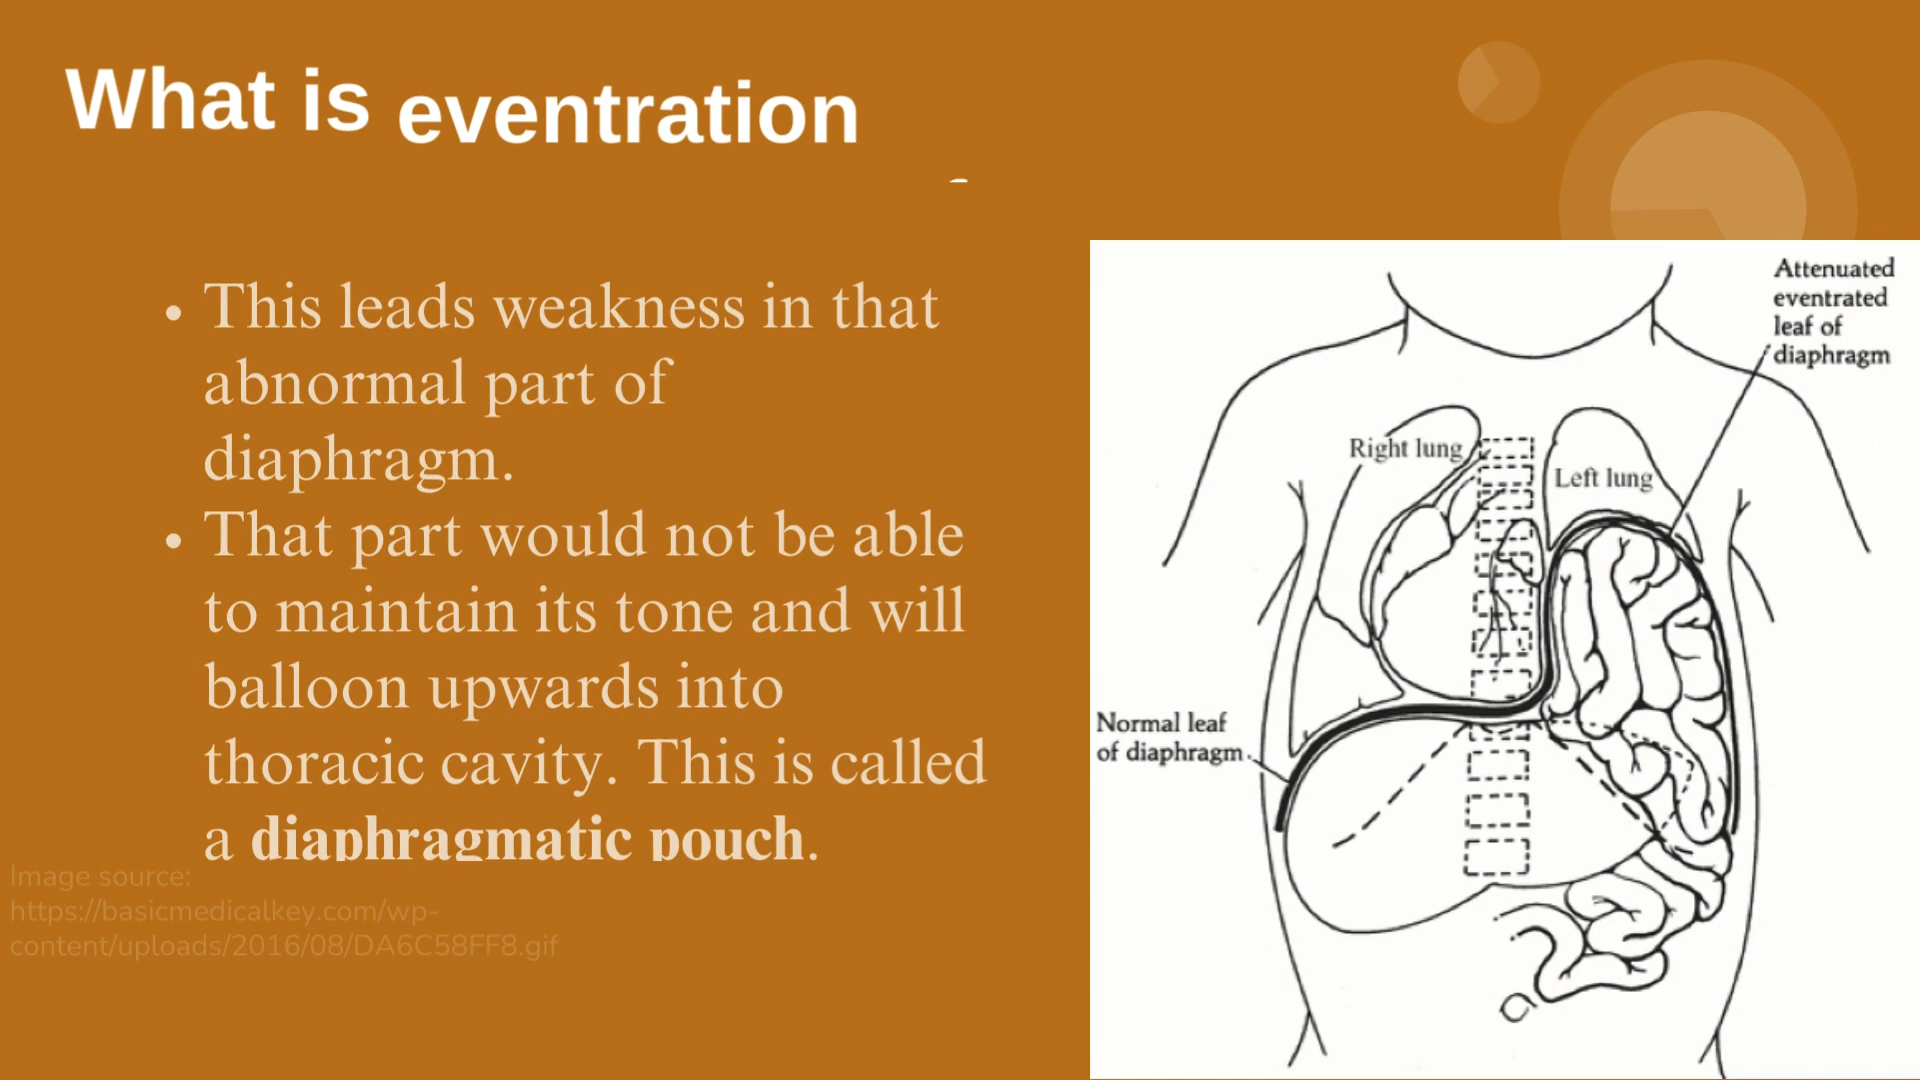 What is eventration
• This leads weakness in that
abnormal part of
diaphragm.
• That part would not be able
to maintain its tone and will
balloon upwards into
thoracic cavity. This is called
a diaphragmatic pouch.
Image source:
https://basicmedicalkey.com/wp-
content/uploads/2016/08/DA6C58FF8.gif
Attenuated
eventrated
leaf of
diaphragm
Right lung
Left lung
Normal leaf
of diaphragm